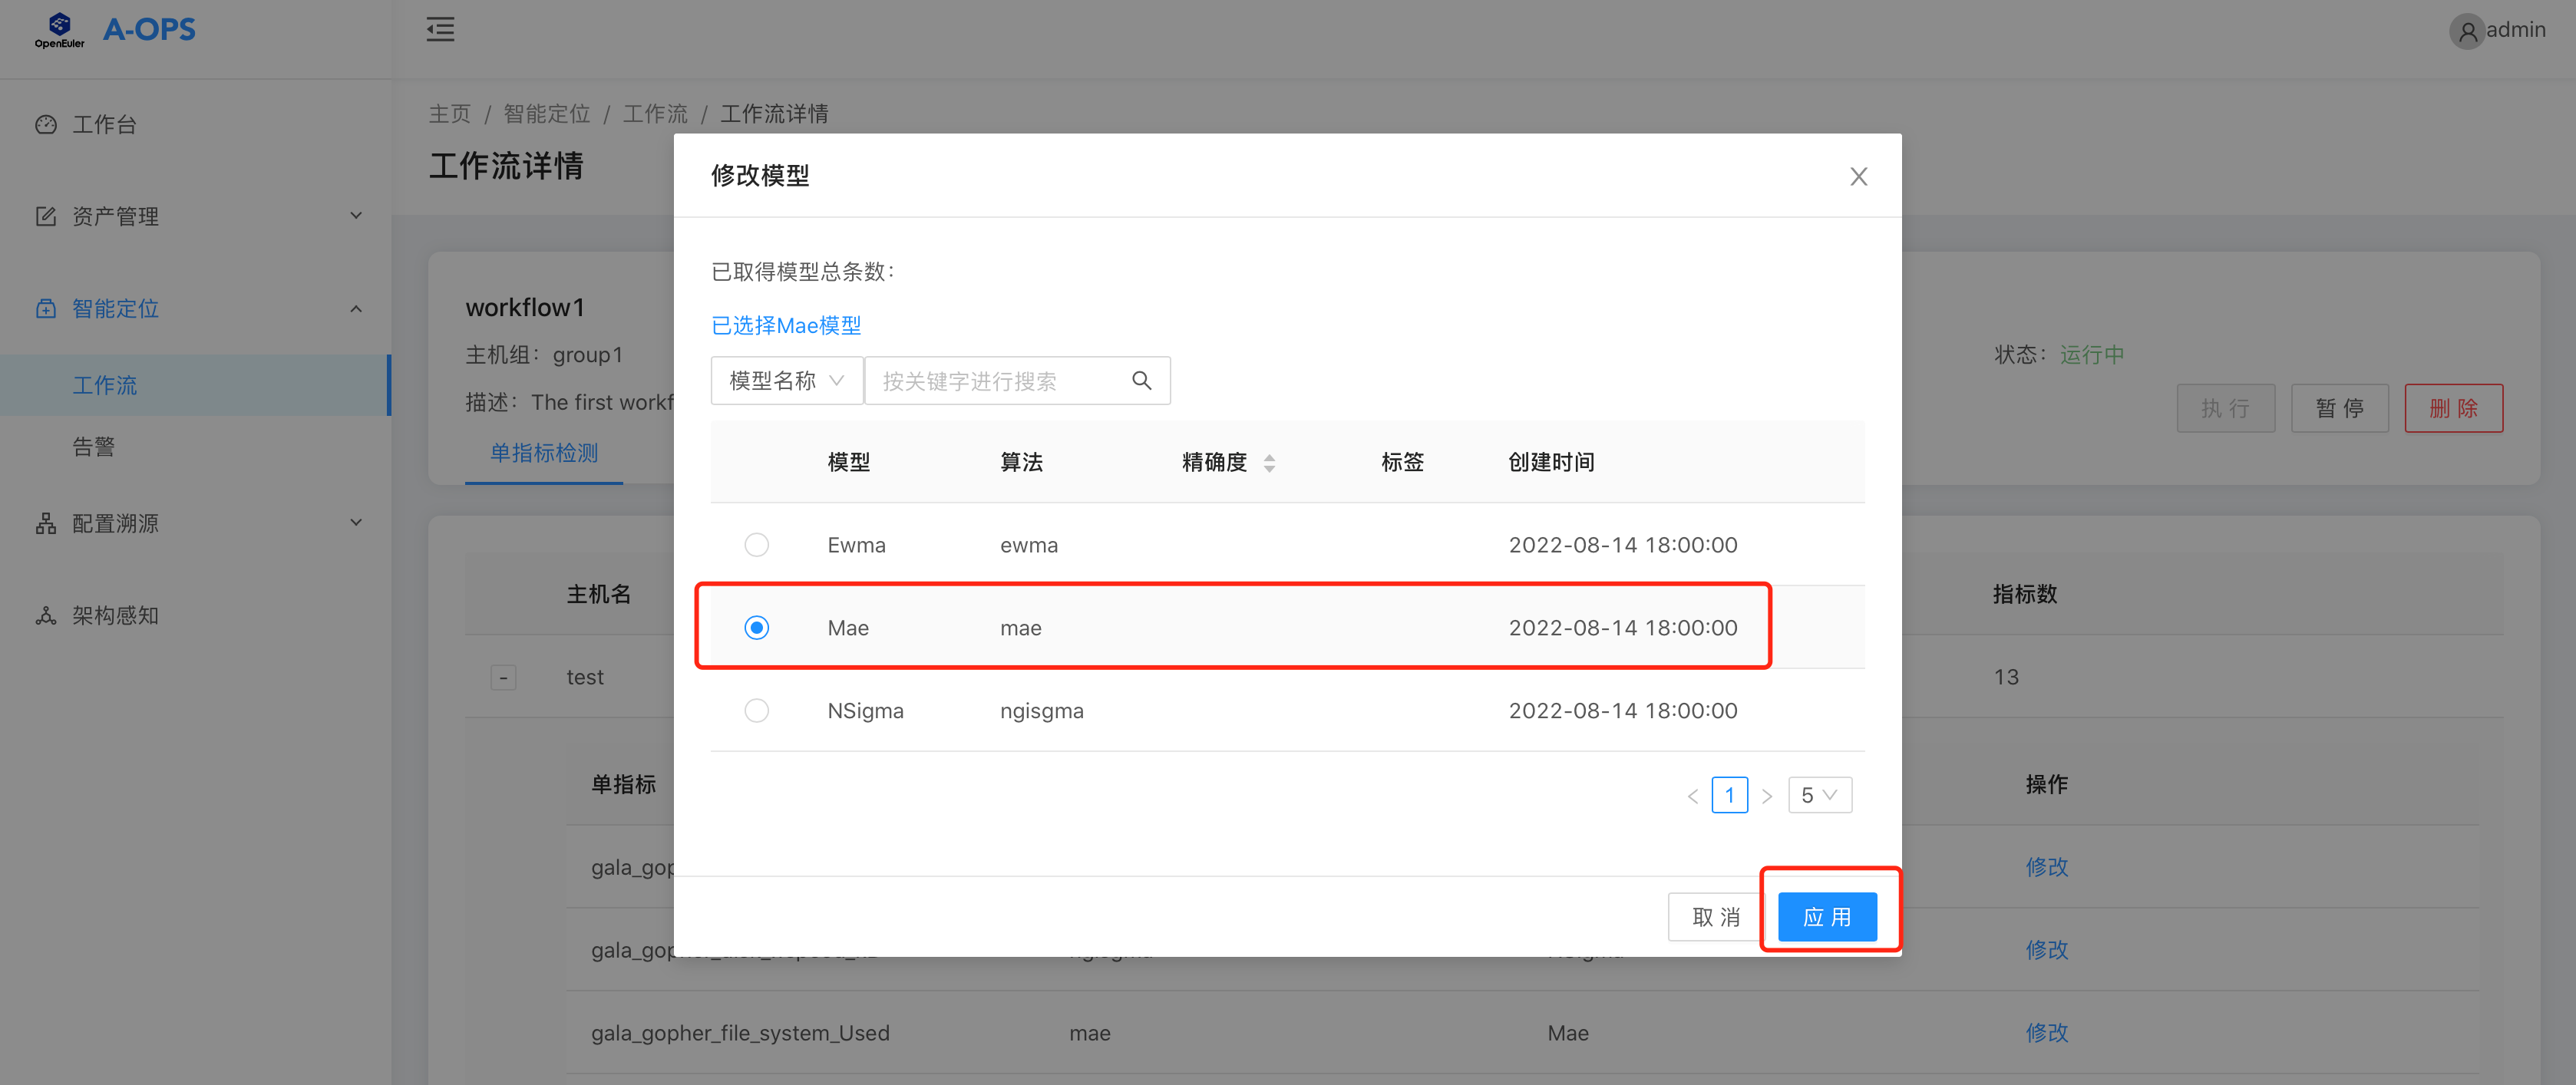 OpenEuler A-OPS
admin
工作台
资产管理
智能定位
工作流
告警
配置溯源
架构感知
主页 / 智能定位 / 工作流 / 工作流详情
工作流详情
workflow1
主机组： group1
描述： The first workf
状态： 运行中
执 行 暂 停 删 除
单指标检测
主机名 指标数
- test 13
单指标 操作
gala_gop 修改
gala_gop 修改
gala_gopher_file_system_Used mae Mae 修改
修改模型
已取得模型总条数：
已选择Mae模型
模型名称 按关键字进行搜索
模型 算法 精确度 标签 创建时间
Ewma ewma 2022-08-14 18:00:00
Mae mae 2022-08-14 18:00:00
NSigma ngisgma 2022-08-14 18:00:00
< 1 > 5
取 消 应 用